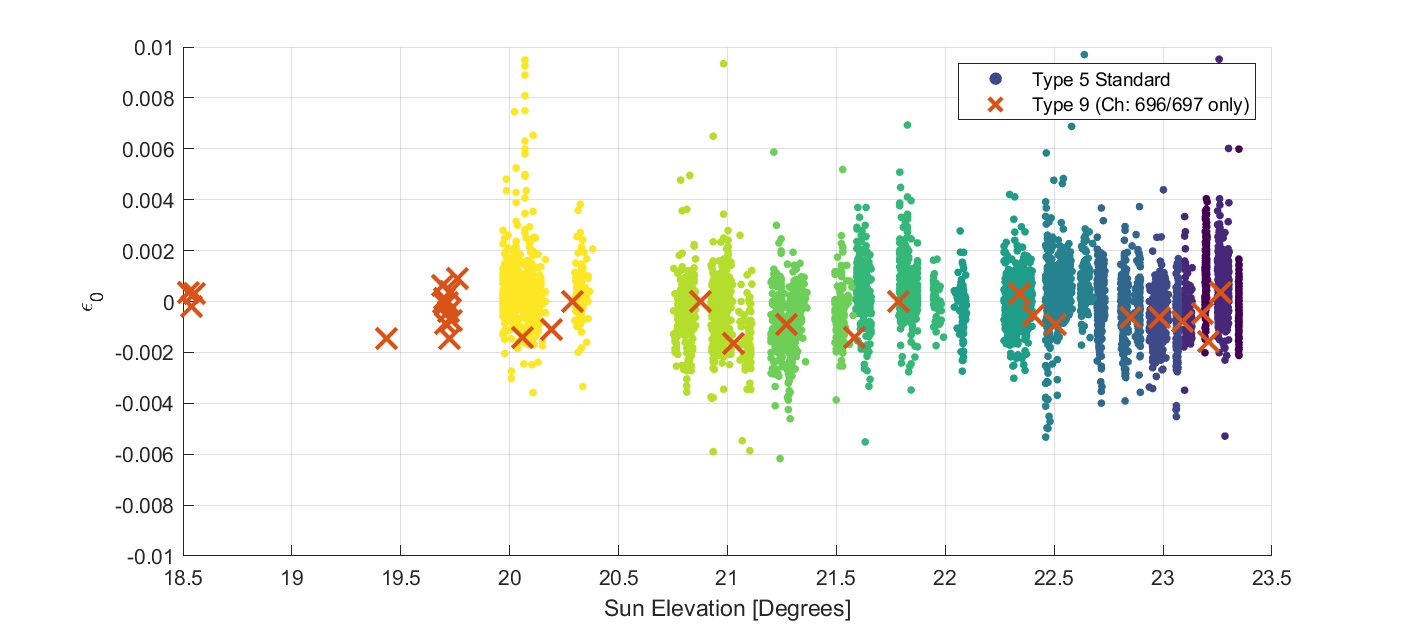 0.01
0.008
0.006
0.004
0.002
0
-0.002
-0.004
-0.006
-0.008
-0.01
ϵ0
Type 5 Standard
Type 9 (Ch: 696/697 only)
18.5 19 19.5 20 20.5 21 21.5 22 22.5 23 23.5
Sun Elevation [Degrees]